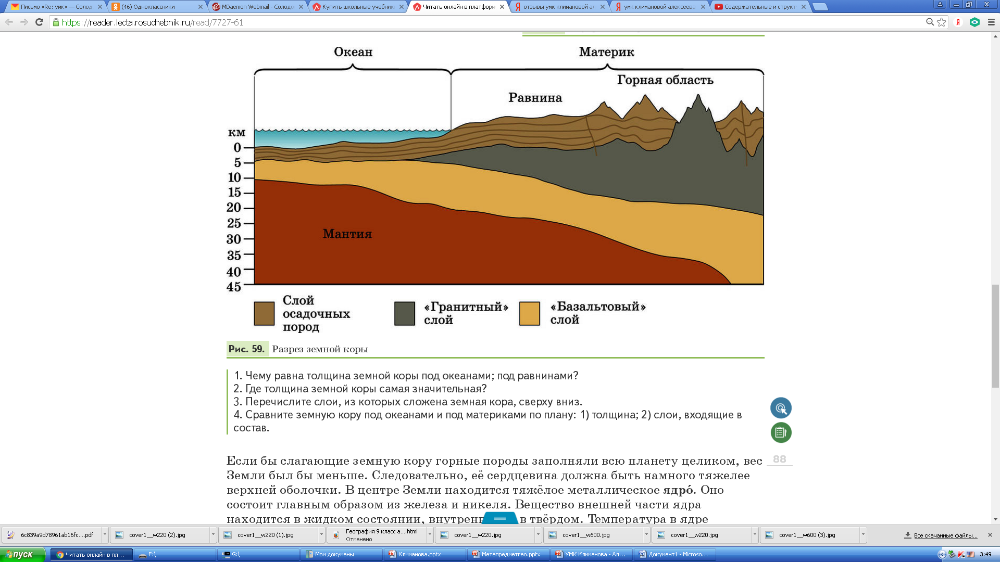 Письмо «Re: умк» — Солод
(46) Одноклассники
MDaemon Webmail - Солодо
Купить школьные учебник
Читать онлайн в платфор
отзывы умк климановой ал
умк климановой алексеева
Содержательные и структ
https://reader.lecta.rosuchebnik.ru/read/7727-61
Океан
Материк
Горная область
Равнина
км
0
5
10
15
20
25
30
35
40
45
Мантия
Слой осадочных пород
«Гранитный» слой
«Базальтовый» слой
Рис. 59. Разрез земной коры
1. Чему равна толщина земной коры под океанами; под равнинами?
2. Где толщина земной коры самая значительная?
3. Перечислите слои, из которых сложена земная кора, сверху вниз.
4. Сравните земную кору под океанами и под материками по плану: 1) толщина; 2) слои, входящие в
состав.
88
Если бы слагающие земную кору горные породы заполняли всю планету целиком, вес
Земли был бы меньше. Следовательно, её сердцевина должна быть намного тяжелее
верхней оболочки. В центре Земли находится тяжёлое металлическое ядро́. Оно
состоит главным образом из железа и никеля. Вещество внешней части ядра
находится в жидком состоянии, внутренн в твёрдом. Температура в ядре
6c839a9d78961ab16fc....pdf
cover1__w220 (2).jpg
cover1__w220 (1).jpg
География 9 класс а....html
Отменено
cover1__w220.jpg
cover1__w600.jpg
cover1__w220.jpg
cover1__w600 (3).jpg
Все скачанные файлы...
пуск
Читать онлайн в пл...
F:\
G:\
Мои докумены
Климанова.pptx
Метапредметгео.pptx
УМК Климанова - Ал...
Документ1 - Microso...
3:49